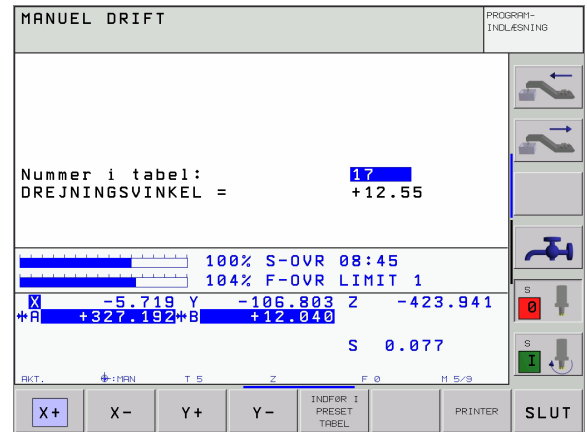 MANUEL DRIFT
PROGRAM-
INDLÆSNING
Nummer i tabel: 17
DREJNINGSVINKEL = +12.55
100% S-OVR 08:45
104% F-OVR LIMIT 1
X -5.719 Y -106.803 Z -423.941
A +327.192 B +12.040
S 0.077
AKT. :MAN T 5 Z F 0 M 5/9
S
0
S
I
X+ X- Y+ Y- INDFØR I
PRESET
TABEL
PRINTER SLUT